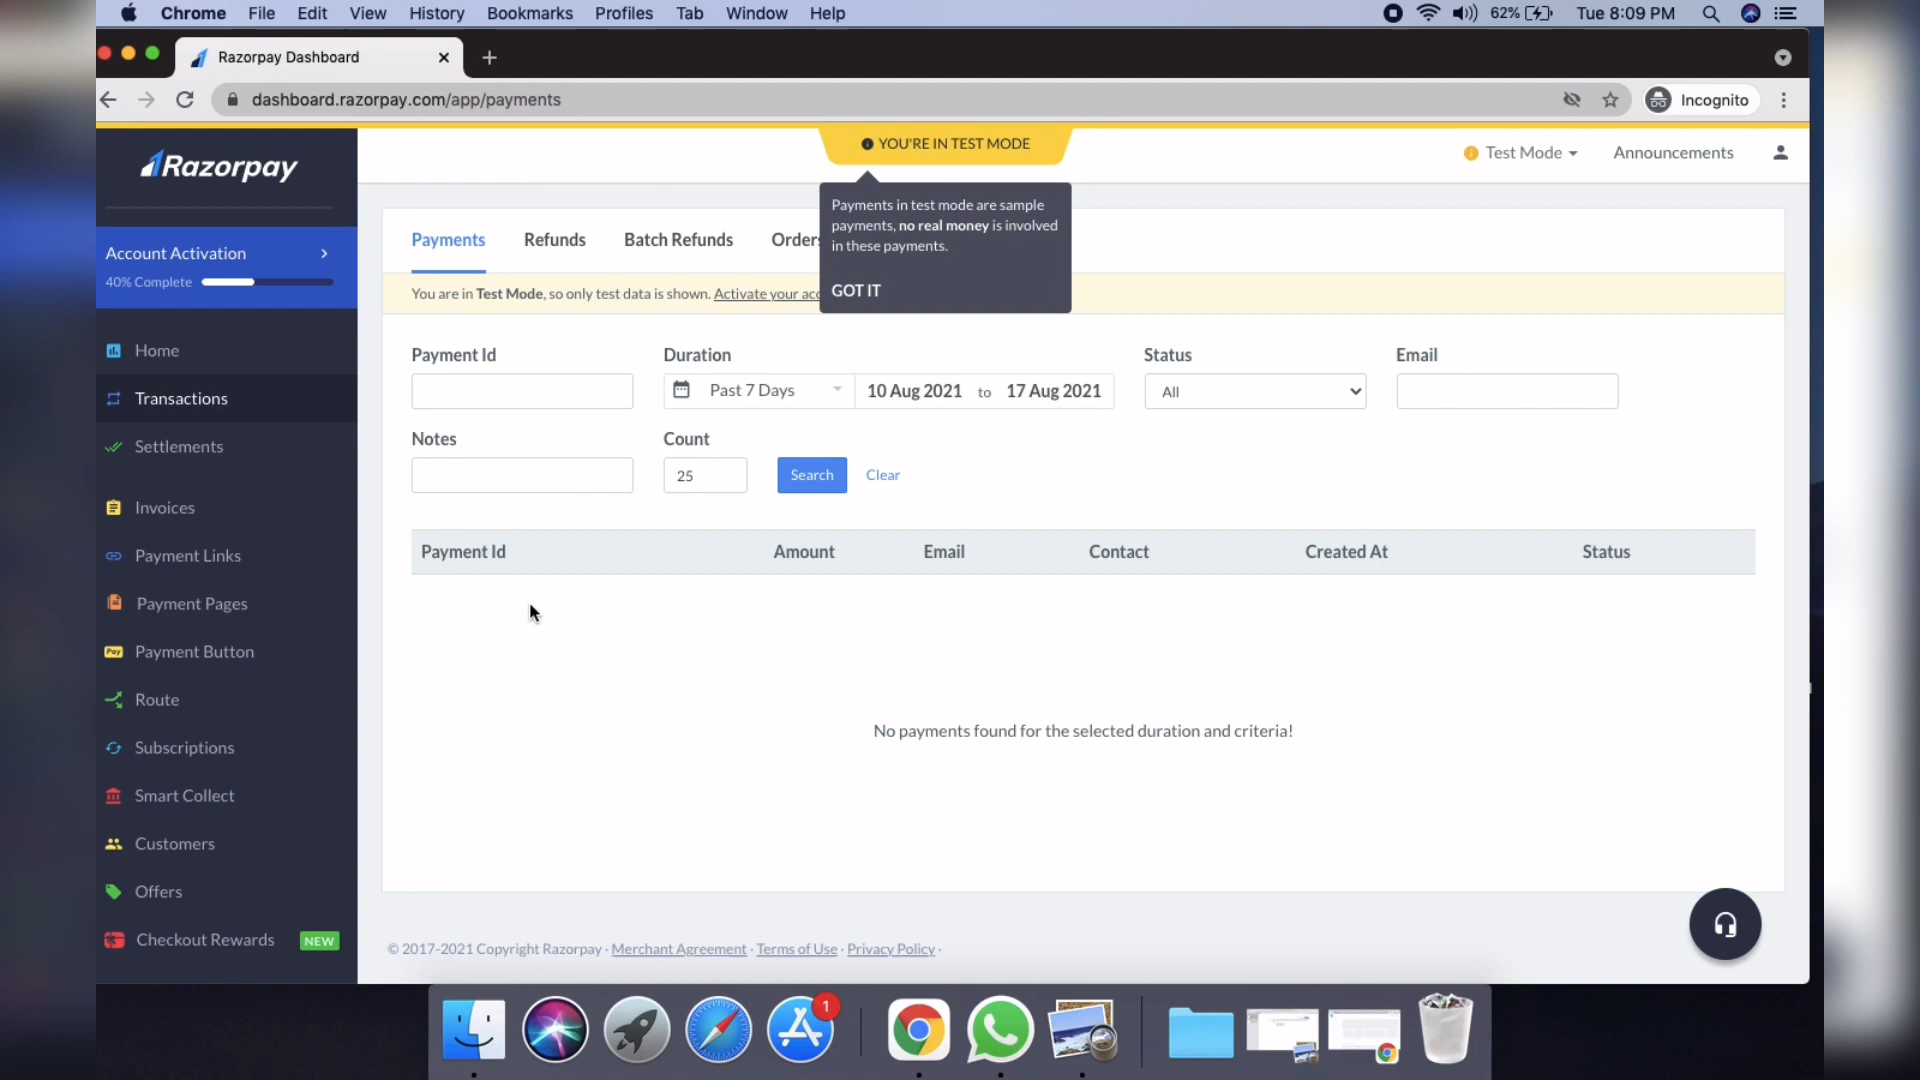 Chrome File Edit View History Bookmarks Profiles Tab Window Help 62% Tue 8:09 PM
Razorpay Dashboard
dashboard.razorpay.com/app/payments Incognito
Razorpay
YOU'RE IN TEST MODE
Test Mode Announcements
Payments in test mode are sample
payments, no real money is involved
in these payments.
GOT IT
Account Activation
40% Complete
Home
Transactions
Settlements
Invoices
Payment Links
Payment Pages
Pay Payment Button
Route
Subscriptions
Smart Collect
Customers
Offers
Checkout Rewards NEW
Payments Refunds Batch Refunds Orders
You are in Test Mode, so only test data is shown. Activate your acc
Payment Id Duration Status Email
Past 7 Days 10 Aug 2021 to 17 Aug 2021 All
Notes Count
25 Search Clear
Payment Id Amount Email Contact Created At Status
No payments found for the selected duration and criteria!
© 2017-2021 Copyright Razorpay · Merchant Agreement · Terms of Use · Privacy Policy ·
1